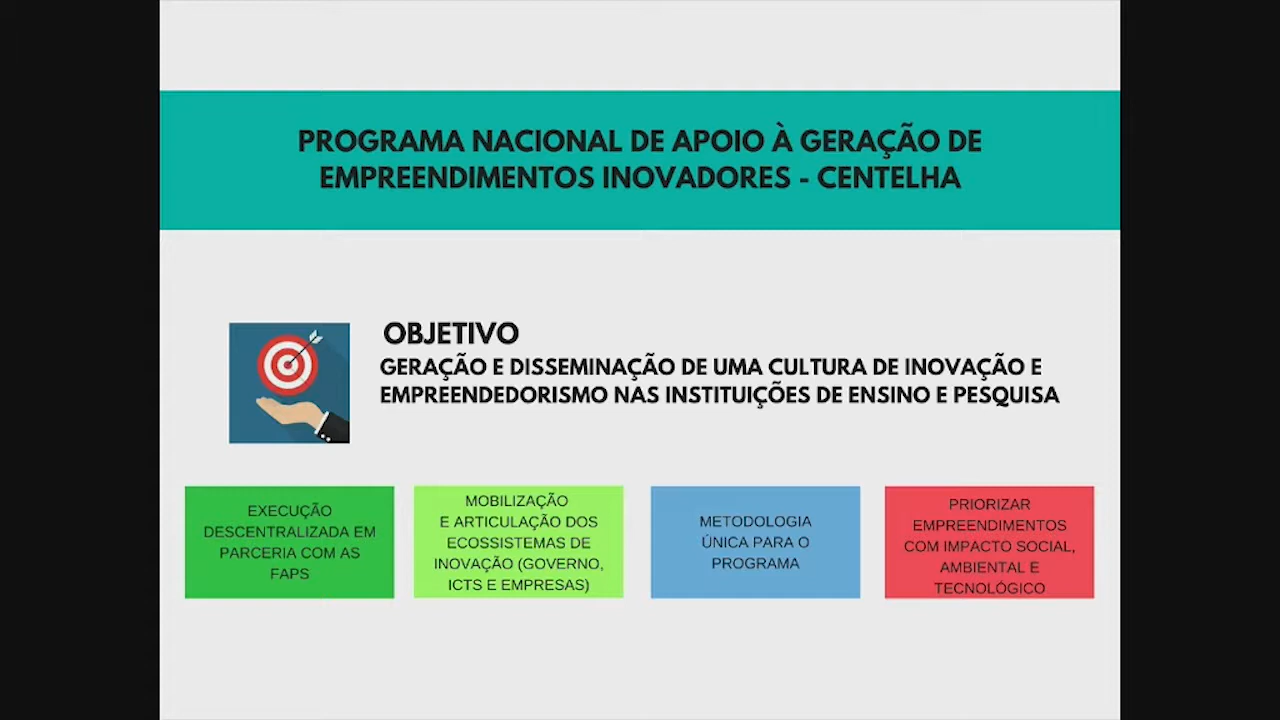 PROGRAMA NACIONAL DE APOIO À GERAÇÃO DE
EMPREENDIMENTOS INOVADORES - CENTELHA
OBJETIVO
GERAÇÃO E DISSEMINAÇÃO DE UMA CULTURA DE INOVAÇÃO E
EMPREENDEDORISMO NAS INSTITUIÇÕES DE ENSINO E PESQUISA
EXECUÇÃO
DESCENTRALIZADA EM
PARCERIA COM AS
FAPS
MOBILIZAÇÃO
E ARTICULAÇÃO DOS
ECOSSISTEMAS DE
INOVAÇÃO (GOVERNO,
ICTS E EMPRESAS)
METODOLOGIA
ÚNICA PARA O
PROGRAMA
PRIORIZAR
EMPREENDIMENTOS
COM IMPACTO SOCIAL,
AMBIENTAL E
TECNOLÓGICO